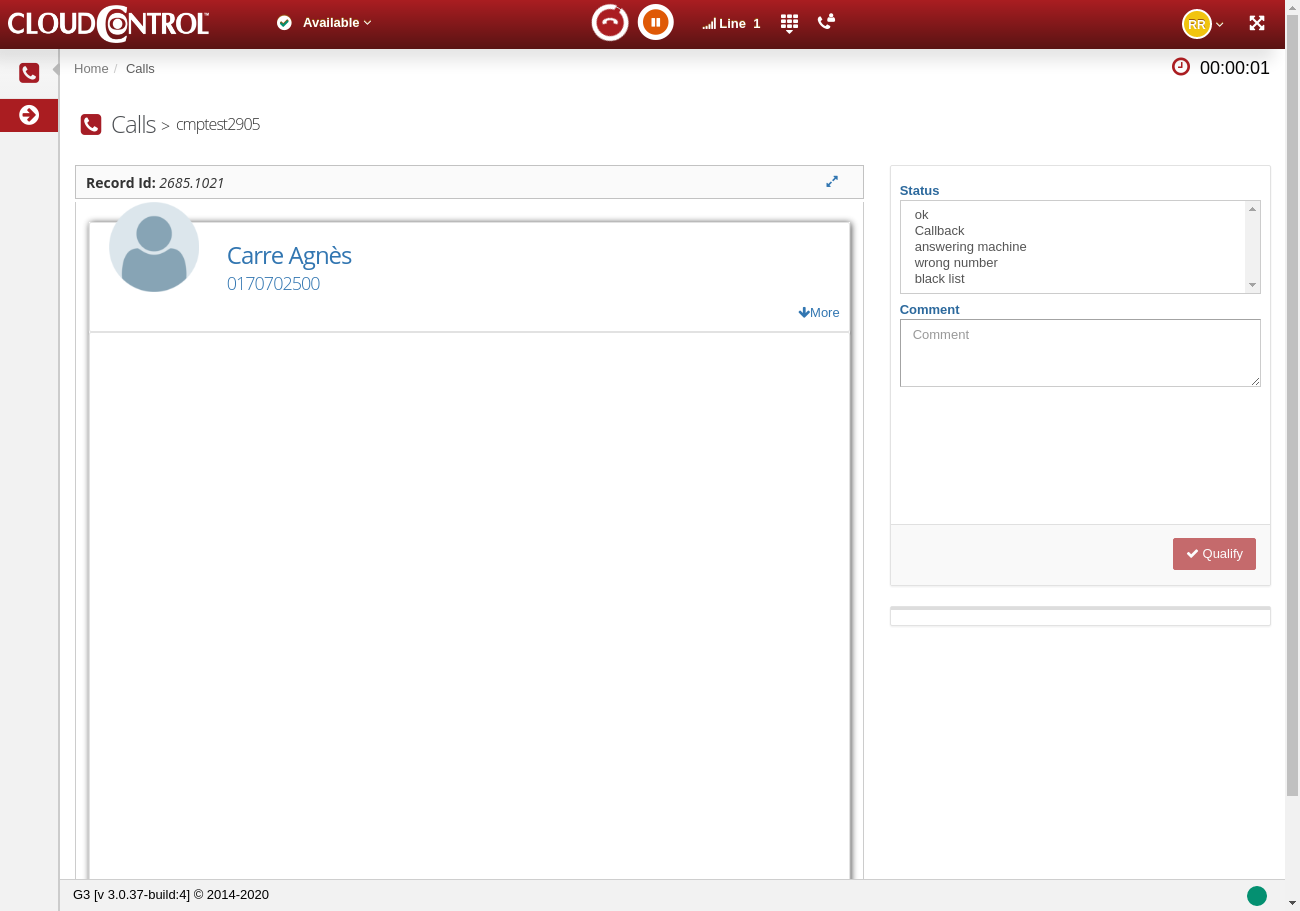 CLOUDCONTROL™
Available
Line 1
RR
Home / Calls
00:00:01
Calls > cmptest2905
Record Id: 2685.1021
Carre Agnès
0170702500
More
Status
ok
Callback
answering machine
wrong number
black list
Comment
Comment
Qualify
G3 [v 3.0.37-build:4] © 2014-2020